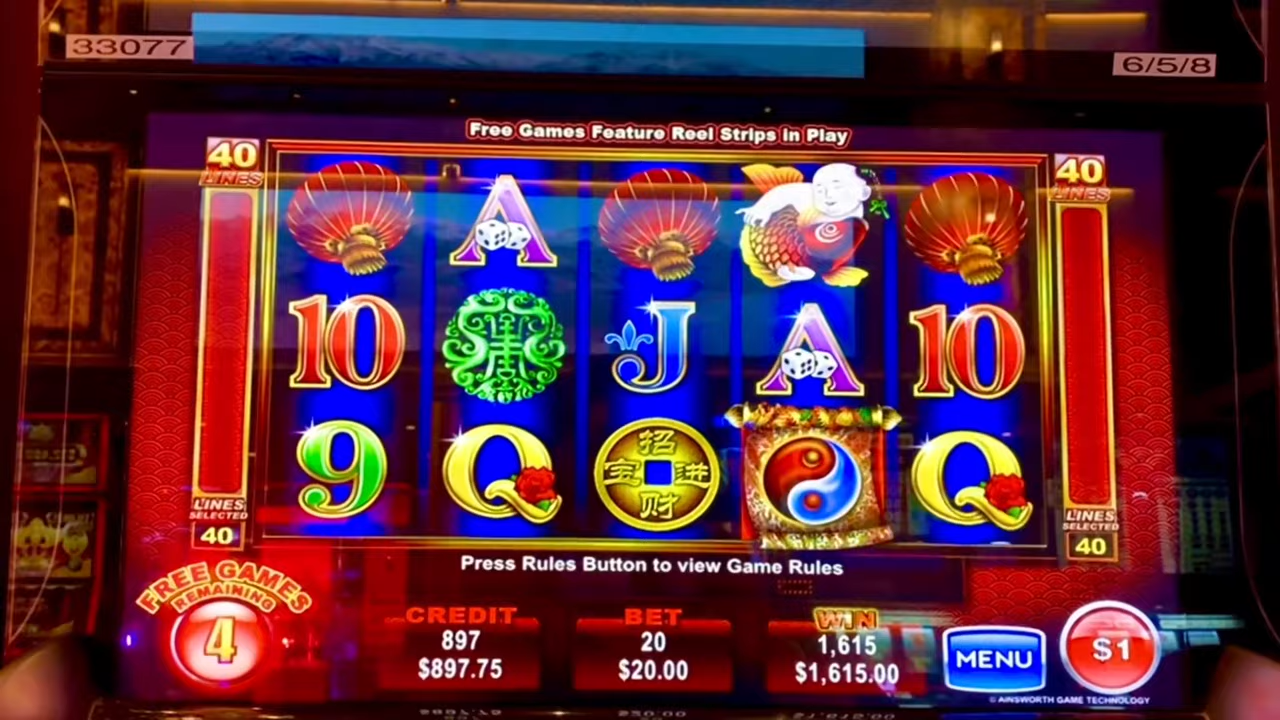 33077
6/5/8
Free Games Feature Reel Strips in Play
40
LINES
40
LINES
A
10
J
A
10
9
Q
招
宝 进
财
Q
LINES
SELECTED
40
LINES
SELECTED
40
Press Rules Button to view Game Rules
FREE GAMES
REMAINING
4
CREDIT
897
$897.75
BET
20
$20.00
WIN
1,615
$1,615.00
MENU
$1
© AINSWORTH GAME TECHNOLOGY